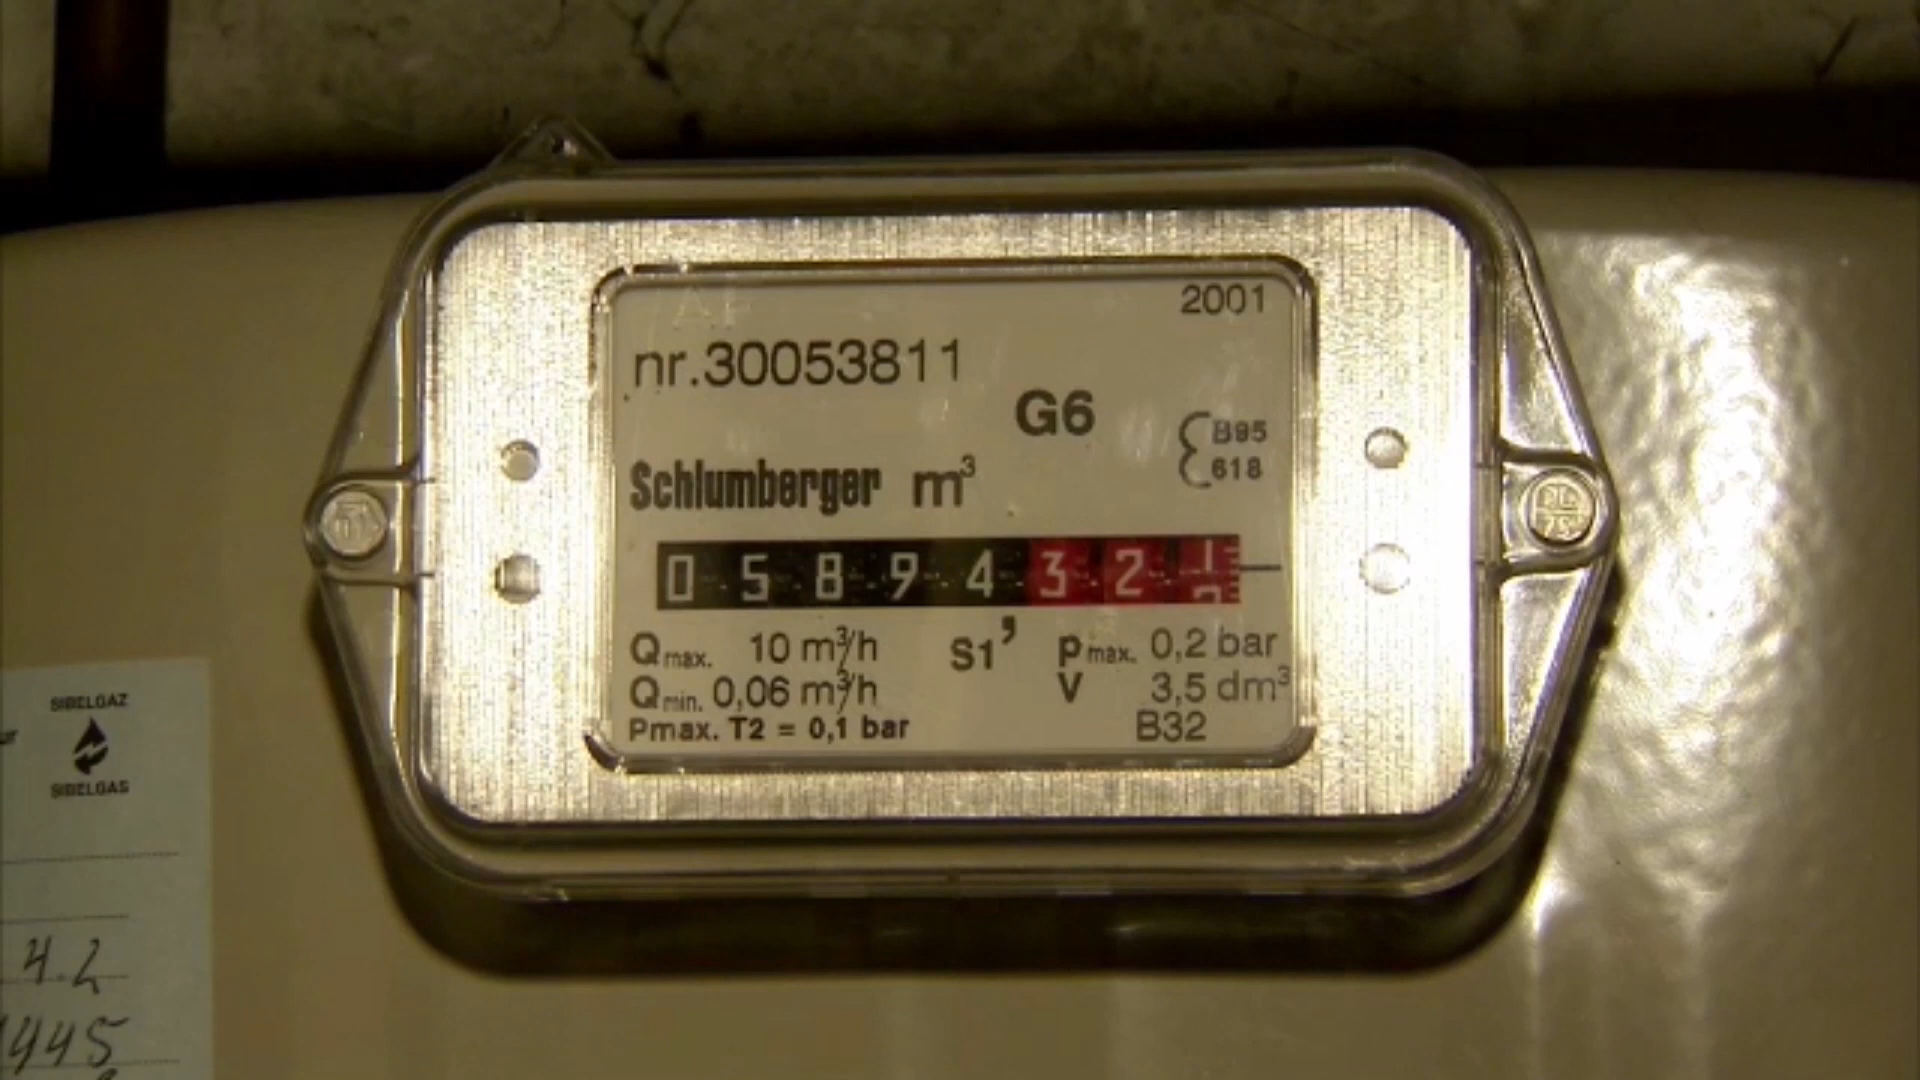 2001
nr.30053811
G6
B95
618
Schlumberger m³
0 5 8 9 4 3 2 1
Qmax. 10 m³/h S1’ pmax. 0,2 bar
Qmin. 0,06 m³/h V 3,5 dm³
Pmax. T2 = 0,1 bar B32
SIBELGAZ
SIBELGAS
4.2
445